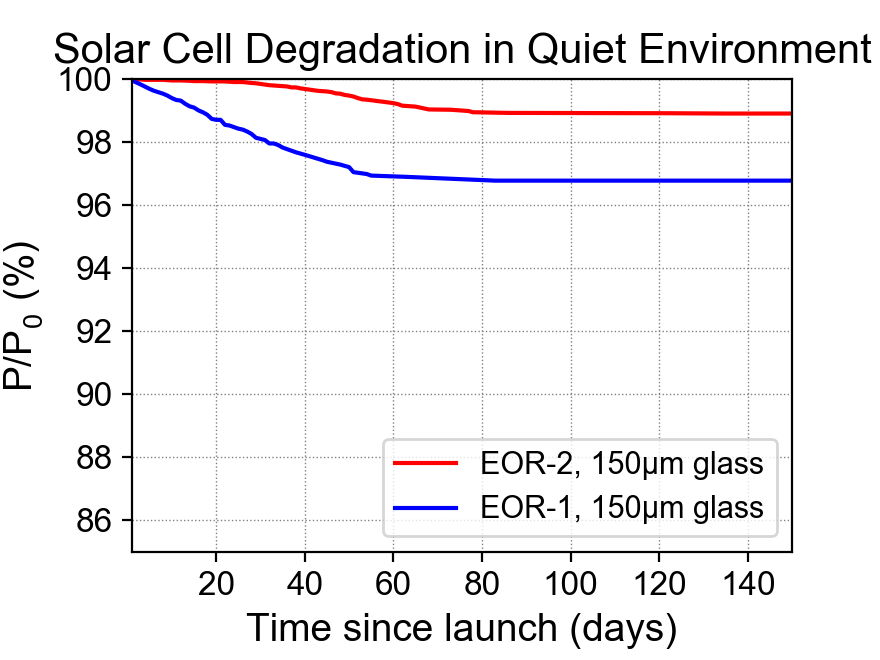 Solar Cell Degradation in Quiet Environment
100
98
96
94
92
90
88
86
P/P₀ (%)
EOR-2, 150µm glass
EOR-1, 150µm glass
20 40 60 80 100 120 140
Time since launch (days)